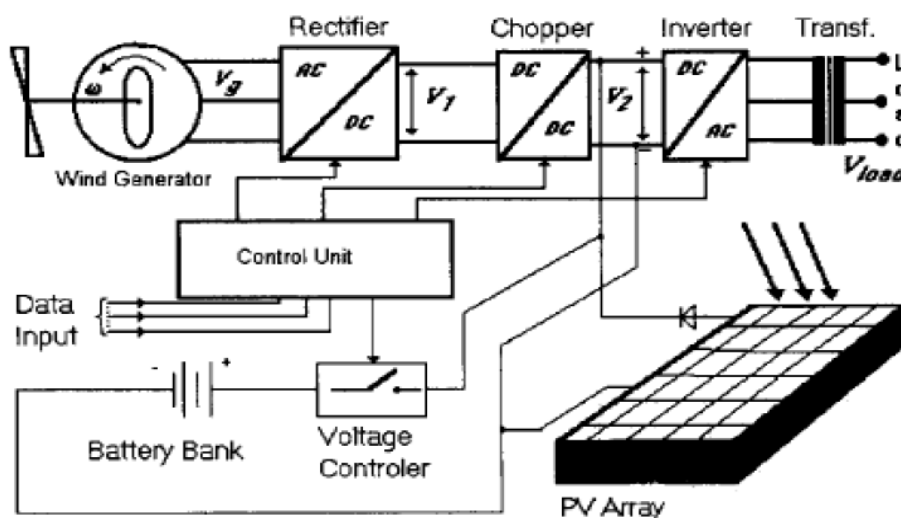 Rectifier
Chopper
Inverter
Transf.
AC
DC
DC
DC
DC
AC
ω
Vg
V1
+
V2
-
L
o
a
d
Vload
Wind Generator
Control Unit
Data
Input
-
+
Battery Bank
Voltage
Controler
PV Array